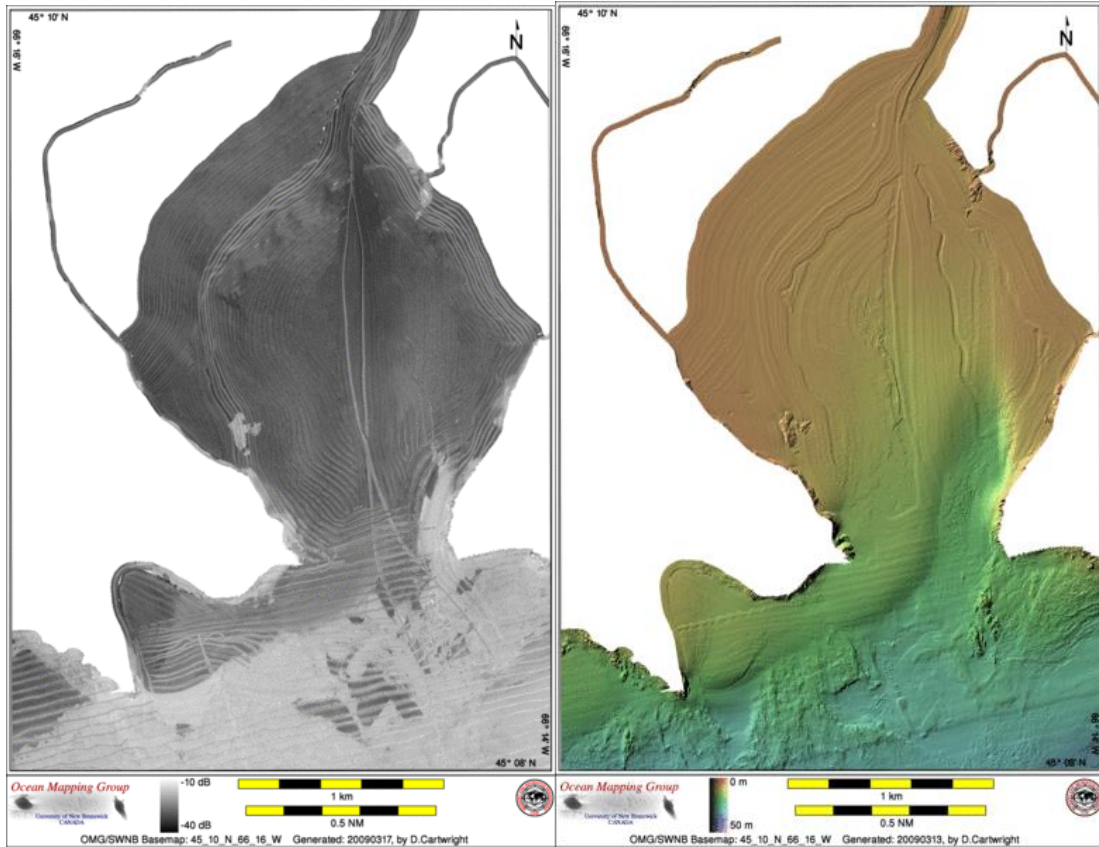 45° 10' N
66° 16' W
N
66° 14' W
45° 08' N
Ocean Mapping Group
University of New Brunswick
CANADA
-10 dB
-40 dB
1 km
0.5 NM
OMG/SWNB Basemap: 45_10_N_66_16_W Generated: 20090317, by D.Cartwright
45° 10' N
66° 16' W
N
66° 14' W
45° 08' N
Ocean Mapping Group
University of New Brunswick
CANADA
0 m
50 m
1 km
0.5 NM
OMG/SWNB Basemap: 45_10_N_66_16_W Generated: 20090313, by D.Cartwright